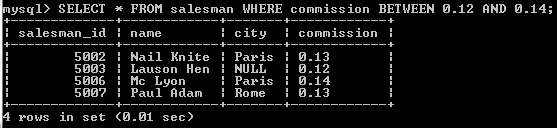 mysql> SELECT * FROM salesman WHERE commission BETWEEN 0.12 AND 0.14;
+-------------+------------+-------+------------+
¦ salesman_id ¦ name       ¦ city  ¦ commission ¦
+-------------+------------+-------+------------+
¦        5002 ¦ Nail Knite ¦ Paris ¦ 0.13       ¦
¦        5003 ¦ Lauson Hen ¦ NULL  ¦ 0.12       ¦
¦        5006 ¦ Mc Lyon    ¦ Paris ¦ 0.14       ¦
¦        5007 ¦ Paul Adam  ¦ Rome  ¦ 0.13       ¦
+-------------+------------+-------+------------+
4 rows in set (0.01 sec)